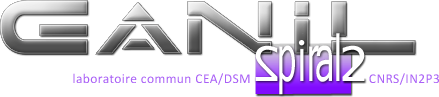 GANIL
Spiral2
laboratoire commun CEA/DSM CNRS/IN2P3